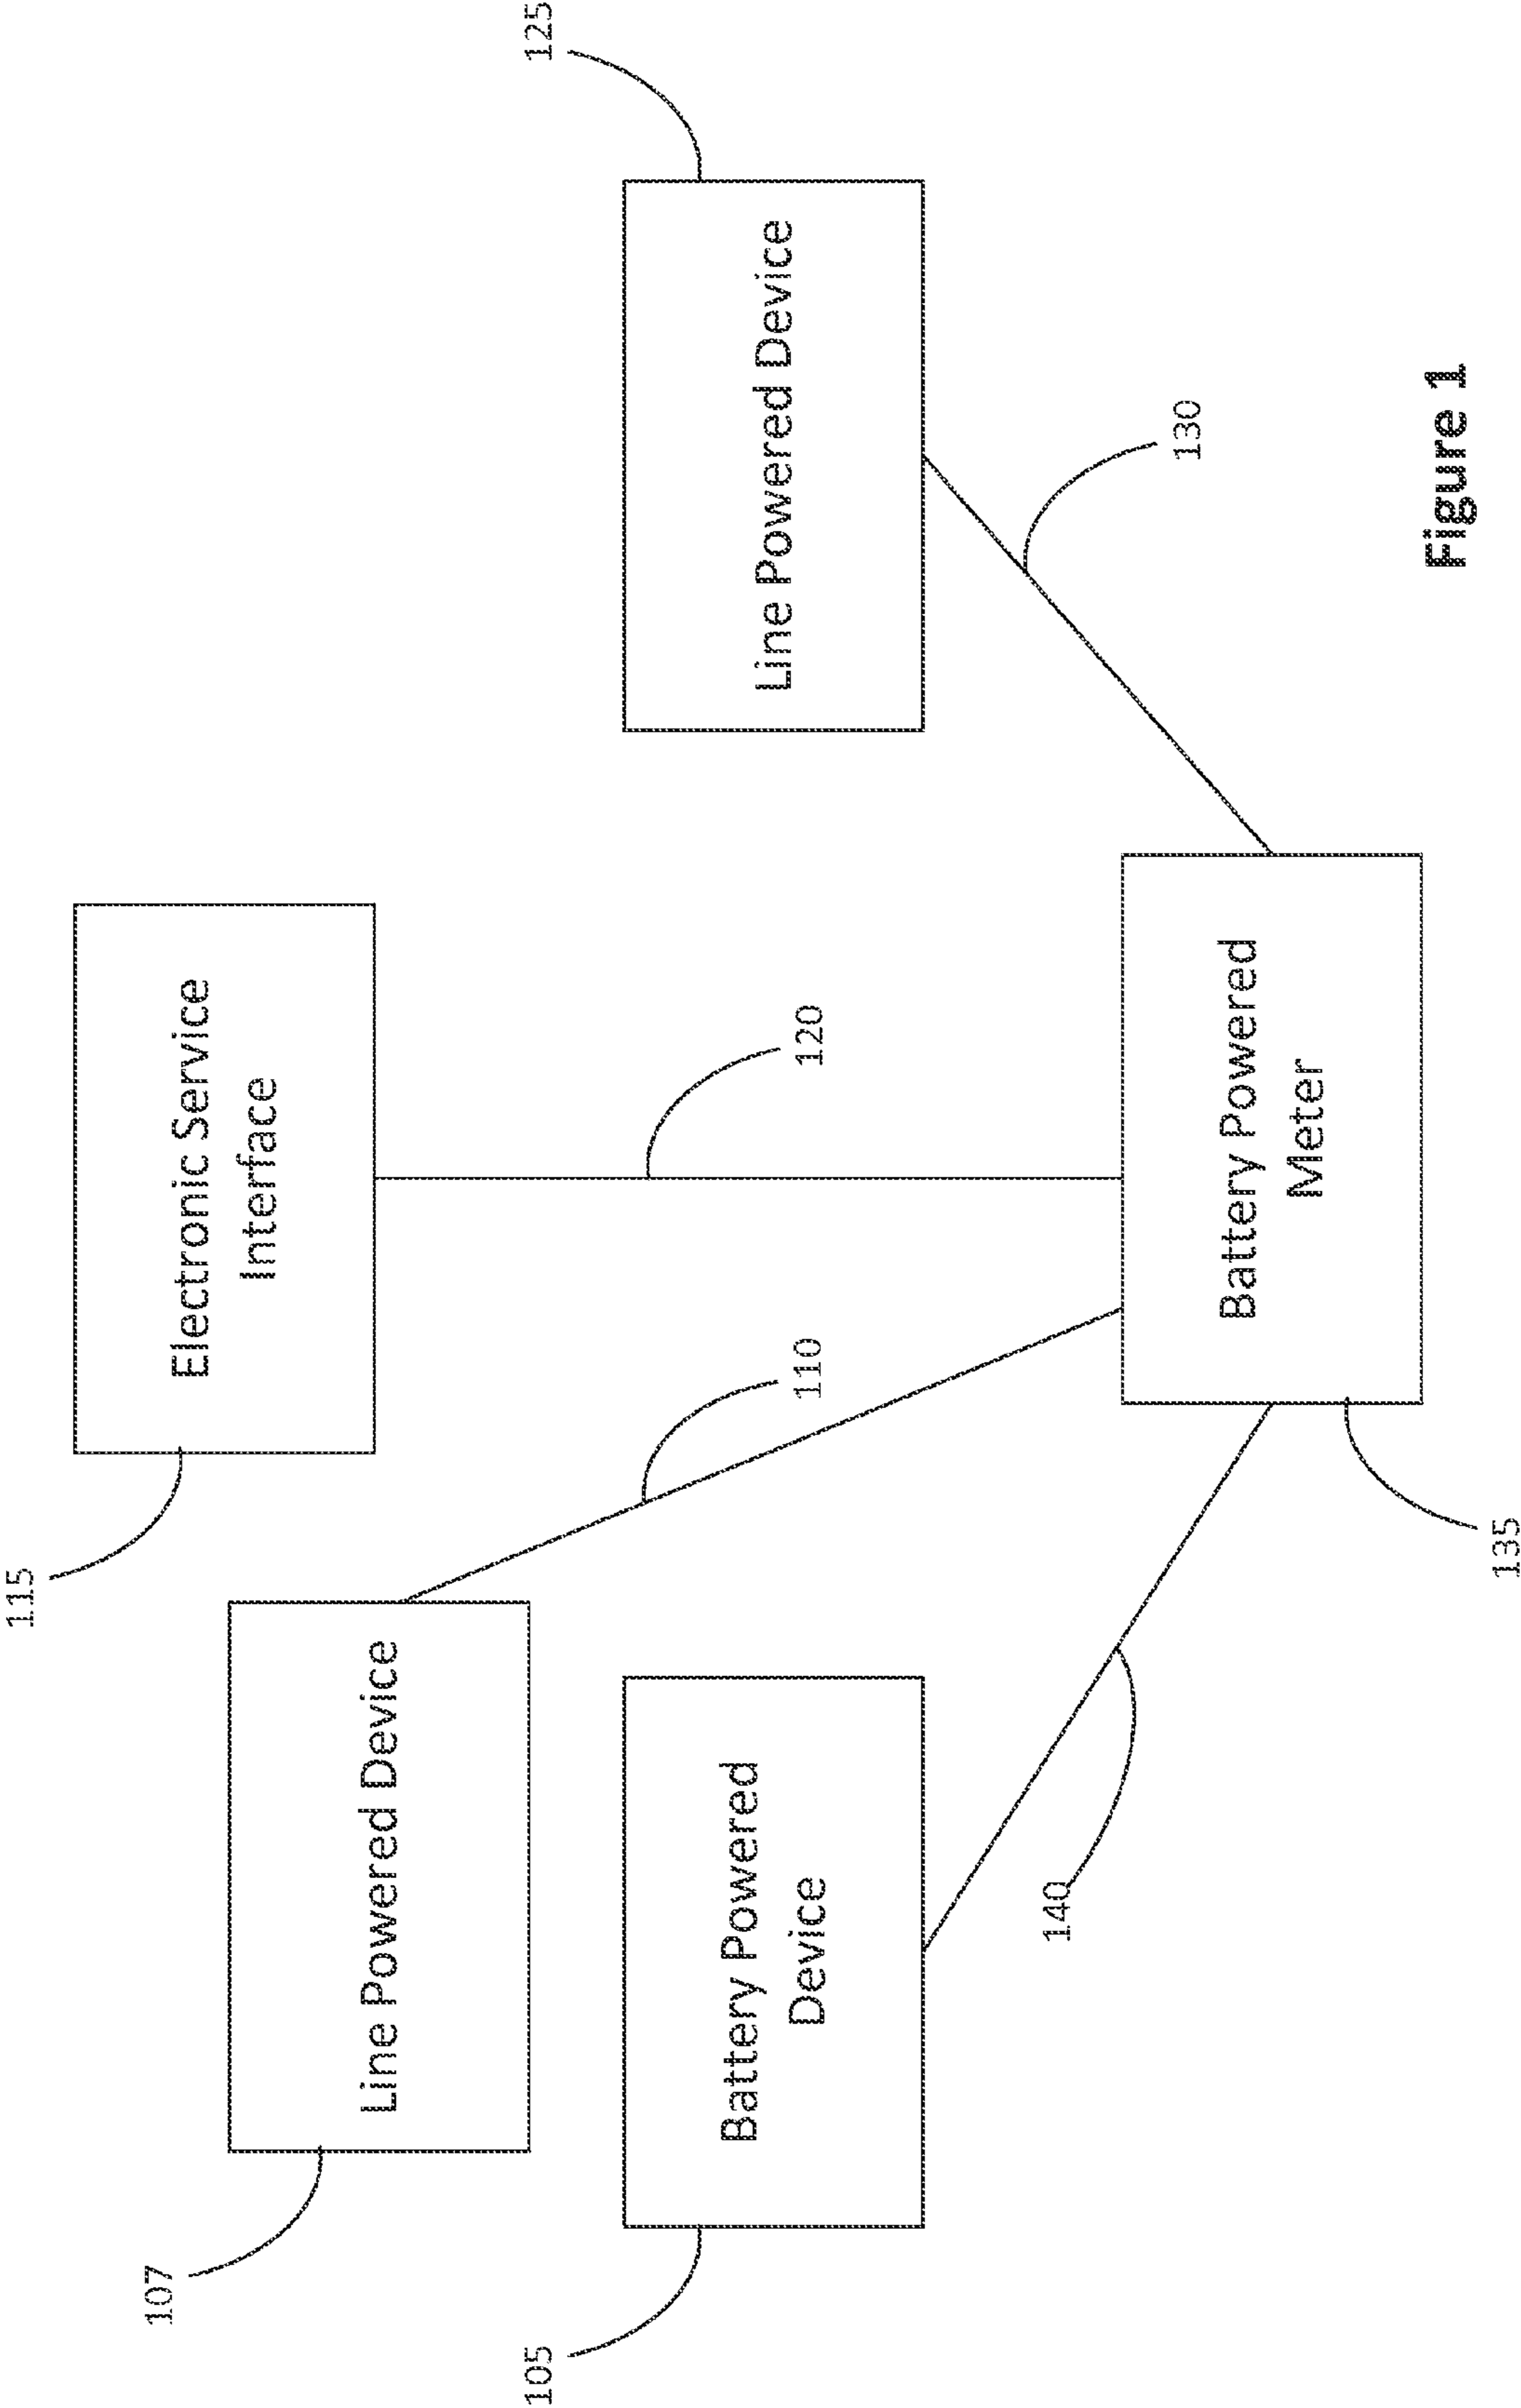 115
Electronic Service
Interface
107
Line Powered Device
110
120
125
Line Powered Device
105
Battery Powered
Device
140
130
Battery Powered
Meter
135
Figure 1